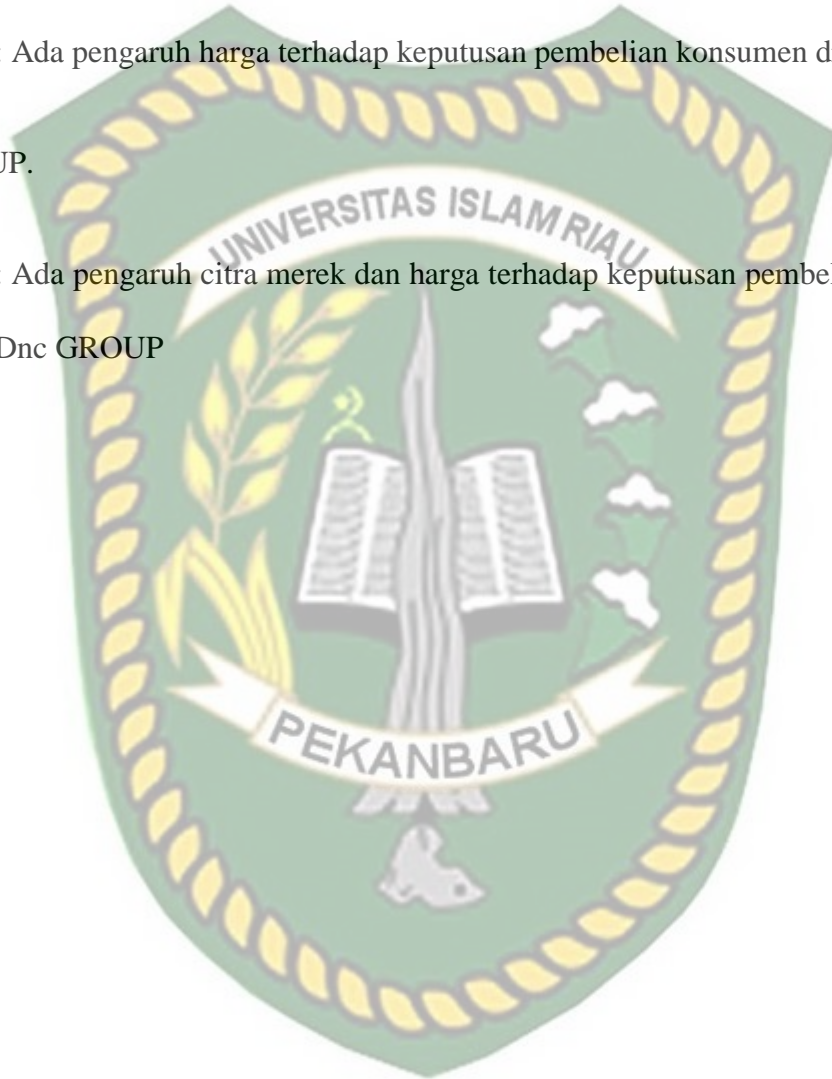 : Ada pengaruh harga terhadap keputusan pembelian konsumen d
UP.
UNIVERSITAS ISLAM RIAU
: Ada pengaruh citra merek dan harga terhadap keputusan pembel
Dnc GROUP
PEKANBARU